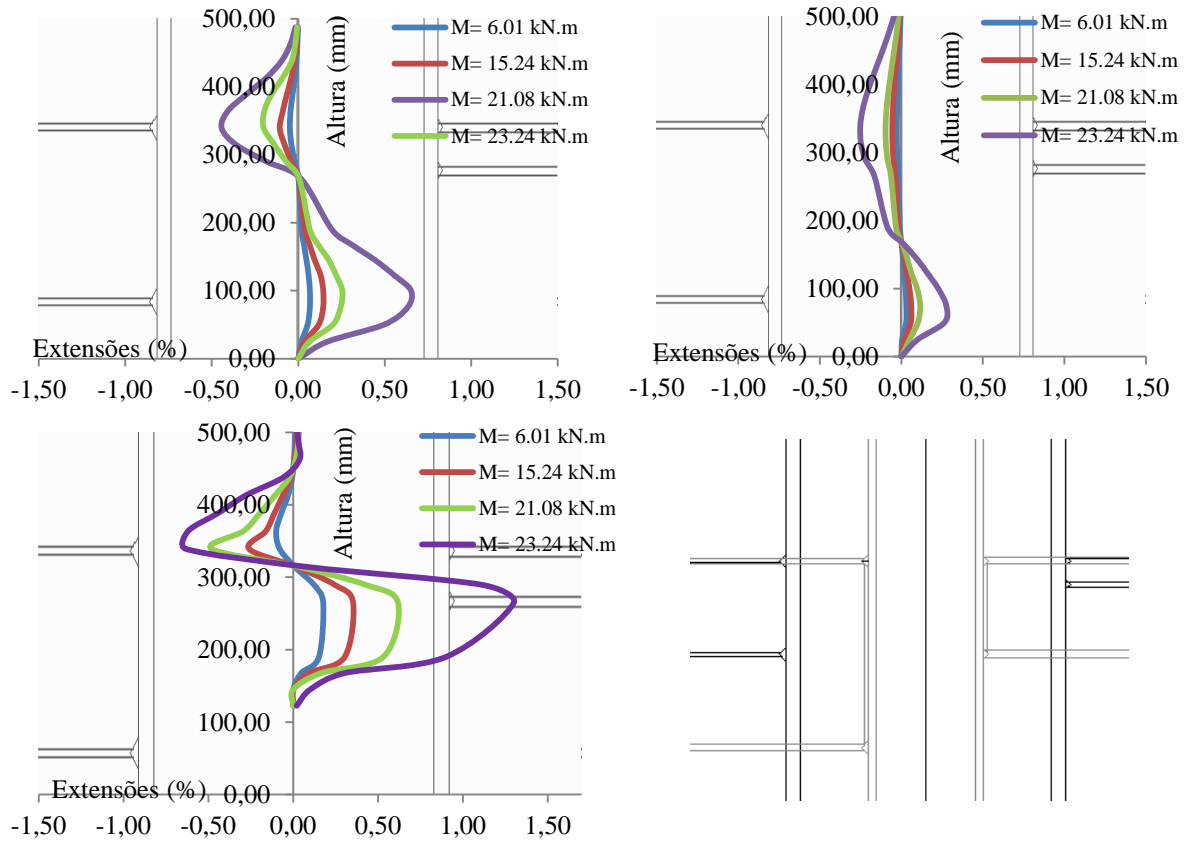 500,00
400,00
300,00
200,00
100,00
0,00
Altura (mm)
M= 6.01 kN.m
M= 15.24 kN.m
M= 21.08 kN.m
M= 23.24 kN.m
Extensões (%)
-1,50 -1,00 -0,50 0,00 0,50 1,00 1,50
500,00
400,00
300,00
200,00
100,00
0,00
Altura (mm)
M= 6.01 kN.m
M= 15.24 kN.m
M= 21.08 kN.m
M= 23.24 kN.m
Extensões (%)
-1,50 -1,00 -0,50 0,00 0,50 1,00 1,50
500,00
400,00
300,00
200,00
100,00
0,00
Altura (mm)
M= 6.01 kN.m
M= 15.24 kN.m
M= 21.08 kN.m
M= 23.24 kN.m
Extensões (%)
-1,50 -1,00 -0,50 0,00 0,50 1,00 1,50